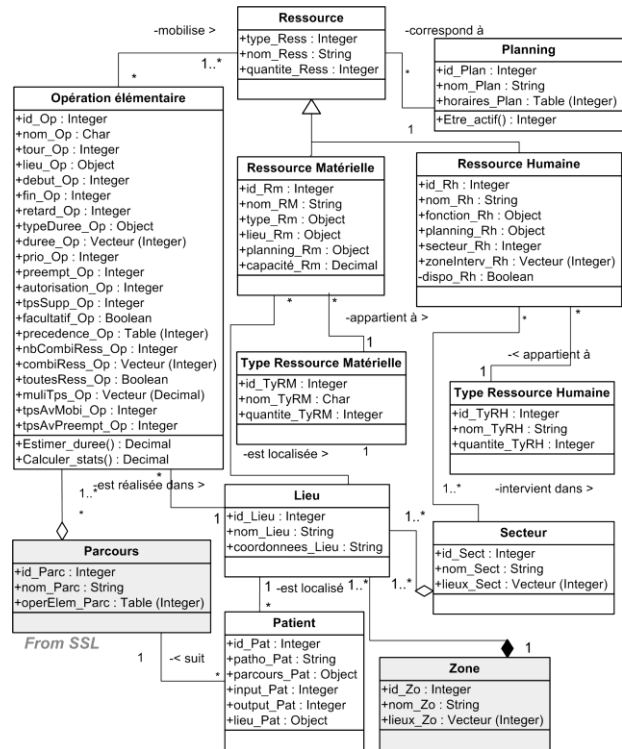 Ressource
+type_Ress : Integer
+nom_Ress : String
+quantite_Ress : Integer
-mobilise >
1..*
*
-correspond à
*
1
Planning
+id_Plan : Integer
+nom_Plan : String
+horaires_Plan : Table (Integer)
+Etre_actif() : Integer
Opération élémentaire
+id_Op : Integer
+nom_Op : Char
+tour_Op : Integer
+lieu_Op : Object
+debut_Op : Integer
+fin_Op : Integer
+retard_Op : Integer
+typeDuree_Op : Object
+duree_Op : Vecteur (Integer)
+prio_Op : Integer
+preempt_Op : Integer
+autorisation_Op : Integer
+tpsSupp_Op : Integer
+facultatif_Op : Boolean
+precedence_Op : Table (Integer)
+nbCombiRess_Op : Integer
+combiRess_Op : Vecteur (Integer)
+toutesRess_Op : Boolean
+muliTps_Op : Vecteur (Decimal)
+tpsAvMobi_Op : Integer
+tpsAvPreempt_Op : Integer
+Estimer_duree() : Decimal
+Calculer_stats() : Decimal
Ressource Matérielle
+id_Rm : Integer
+nom_RM : String
+type_Rm : Object
+lieu_Rm : Object
+planning_Rm : Object
+capacité_Rm : Decimal
Ressource Humaine
+id_Rh : Integer
+nom_Rh : String
+fonction_Rh : Object
+planning_Rh : Object
+secteur_Rh : Integer
+zoneInterv_Rh : Vecteur (Integer)
-dispo_Rh : Boolean
*
*
-appartient à >
1
*
*
-< appartient à
1
Type Ressource Matérielle
+id_TyRM : Integer
+nom_TyRM : Char
+quantite_TyRM : Integer
Type Ressource Humaine
+id_TyRH : Integer
+nom_TyRH : String
+quantite_TyRH : Integer
-est localisée >
1
*
-est réalisée dans >
1
1..*
*
1..*
-intervient dans >
Lieu
+id_Lieu : Integer
+nom_Lieu : String
+coordonnees_Lieu : String
1..*
1..*
Secteur
+id_Sect : Integer
+nom_Sect : String
+lieux_Sect : Vecteur (Integer)
Parcours
+id_Parc : Integer
+nom_Parc : String
+operElem_Parc : Table (Integer)
From SSL
1
-est localisé
*
1..*
1
-< suit
*
Patient
+id_Pat : Integer
+patho_Pat : String
+parcours_Pat : Object
+input_Pat : Integer
+output_Pat : Integer
+lieu_Pat : Object
1
Zone
+id_Zo : Integer
+nom_Zo : String
+lieux_Zo : Vecteur (Integer)